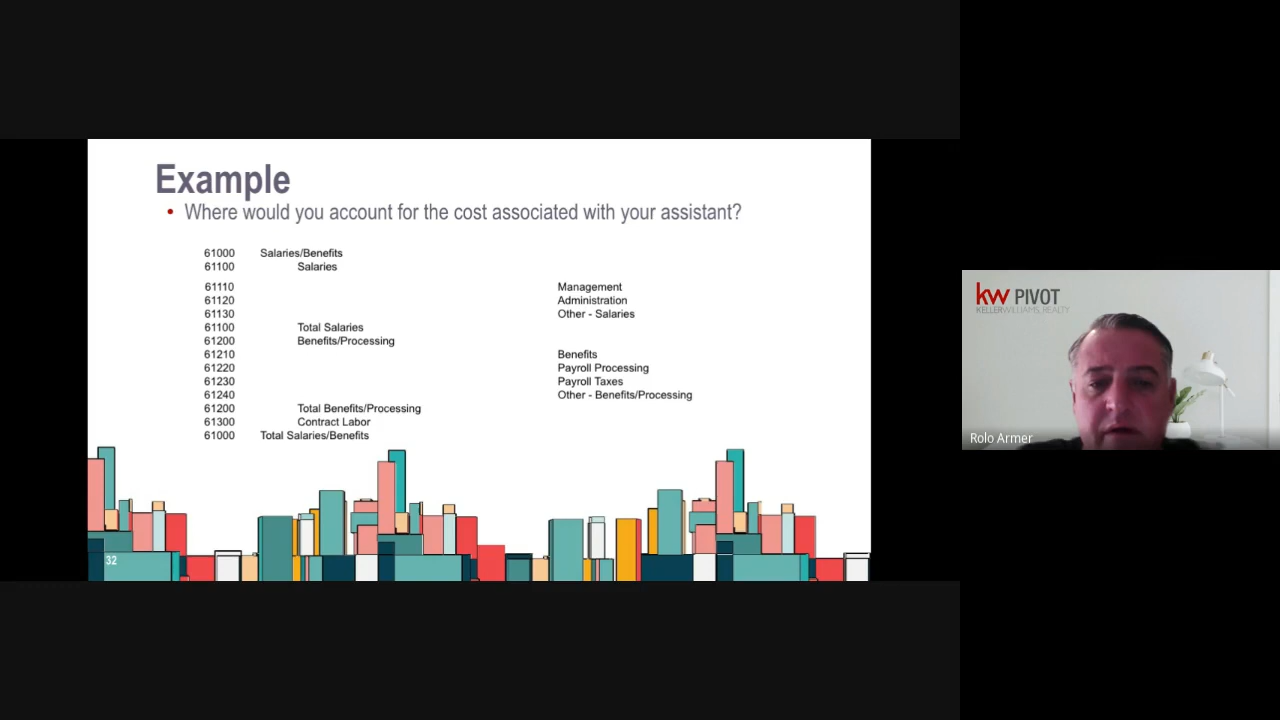 Example
• Where would you account for the cost associated with your assistant?
61000 Salaries/Benefits
61100 Salaries
61110 Management
61120 Administration
61130 Other - Salaries
61100 Total Salaries
61200 Benefits/Processing
61210 Benefits
61220 Payroll Processing
61230 Payroll Taxes
61240 Other - Benefits/Processing
61200 Total Benefits/Processing
61300 Contract Labor
61000 Total Salaries/Benefits
32
kw PIVOT
KELLERWILLIAMS. REALTY
Rolo Armer